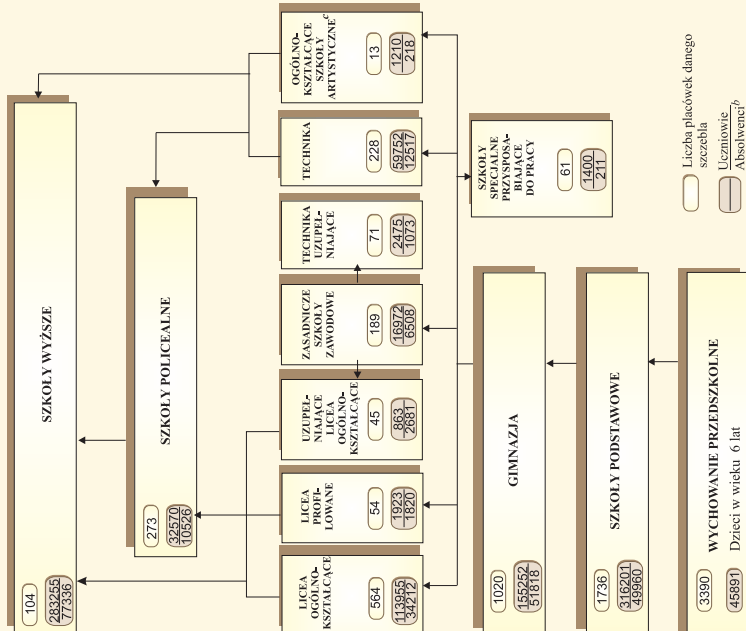 SZKOŁY WYŻSZE
104
283255
77336
SZKOŁY POLICEALNE
273
32570
10526
LICEA
OGÓLNO-
KSZTAŁCĄCE
564
113955
34212
LICEA
PROFI-
LOWANE
54
1923
1820
UZUPEŁ-
NIAJĄCE
LICEA
OGÓLNO-
KSZTAŁCĄCE
45
863
2681
ZASADNICZE
SZKOŁY
ZAWODOWE
189
16972
6508
TECHNIKA
UZUPEŁ-
NIAJĄCE
71
2475
1073
TECHNIKA
228
59752
12517
OGÓLNO-
KSZTAŁCĄCE
SZKOŁY
ARTYSTYCZNE c
13
1210
218
SZKOŁY
SPECJALNE
PRZYSPOSA-
BIAJĄCE
DO PRACY
61
1400
211
GIMNAZJA
1020
155252
51818
SZKOŁY PODSTAWOWE
1736
316201
49960
WYCHOWANIE PRZEDSZKOLNE
Dzieci w wieku 6 lat
3390
45891
Liczba placówek danego
szczebla
Uczniowie
Absolwenci b